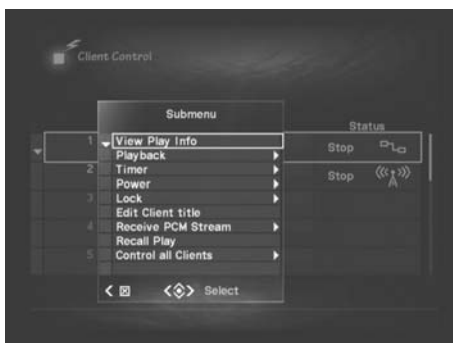 Client Control
Submenu
Status
1 View Play Info Stop
Playback
2 Timer Stop
Power
3 Lock
Edit Client title
4 Receive PCM Stream
Recall Play
5 Control all Clients
Select